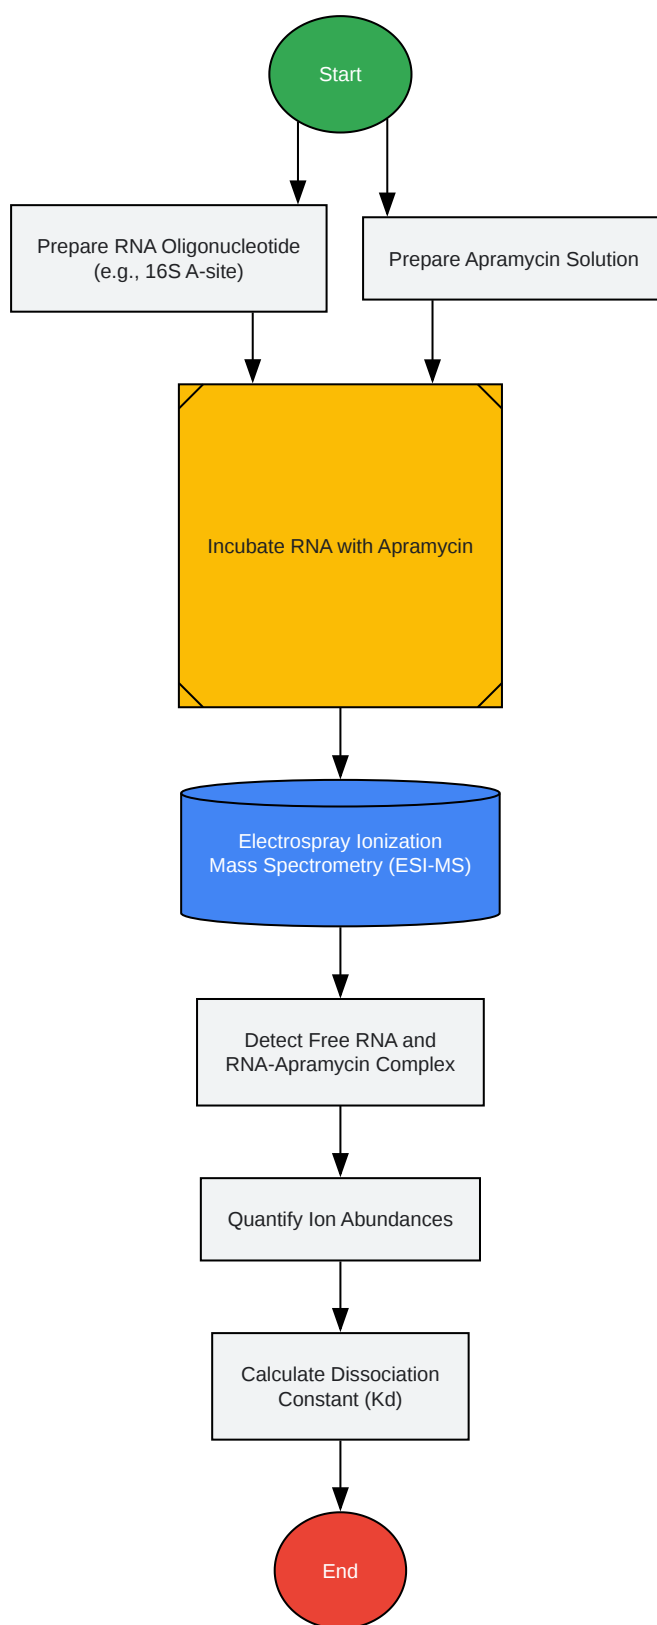 Start
Prepare RNA Oligonucleotide
(e.g., 16S A-site)
Prepare Apramycin Solution
Incubate RNA with Apramycin
Electrospray Ionization
Mass Spectrometry (ESI-MS)
Detect Free RNA and
RNA-Apramycin Complex
Quantify Ion Abundances
Calculate Dissociation
Constant (Kd)
End